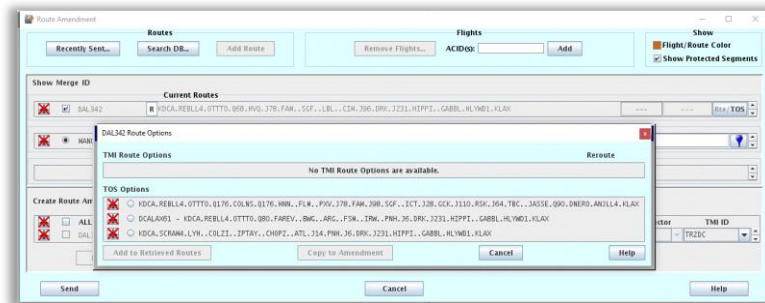 Route Amendment
Routes
Flights
Show
Recently Sent...
Search DB...
Add Route
Remove Flights...
ACID(s):
Add
Flight/Route Color
Show Protected Segments
Show Merge ID
Current Routes
DAL342
R
KDCA.REBLL4.OTTTO.Q68.HVQ.J78.FAM..SGF..LBL..CIM.J96.DRK.J231.HIPPI..GABBL.HLYWD1.KLAX
---
---
Rte/TOS
MANU
DAL342 Route Options
x
TMI Route Options
Reroute
No TMI Route Options are available.
TOS Options
KDCA.REBLL4.OTTTO.Q176.COLNS.Q176.HNN..FLM..PXV.J78.FAM.J98.SGF..ICT.J28.GCK.J110.RSK.J64.TBC..JASSE.Q90.DNERO.ANJLL4.KLAX
DCALAX61 - KDCA.REBLL4.OTTTO.Q80.FAREV..BWG..ARG..FSM..IRW..PNH.J6.DRK.J231.HIPPI..GABBL.HLYWD1.KLAX
KDCA.SCRAM4.LYH..COLZI..IPTAY..CHOPZ..ATL.J14.PNH.J6.DRK.J231.HIPPI..GABBL.HLYWD1.KLAX
Add to Retrieved Routes
Copy to Amendment
Cancel
Help
Create Route Am
ALL
ctor
TMI ID
DAL
TRZDC
Send
Cancel
Help